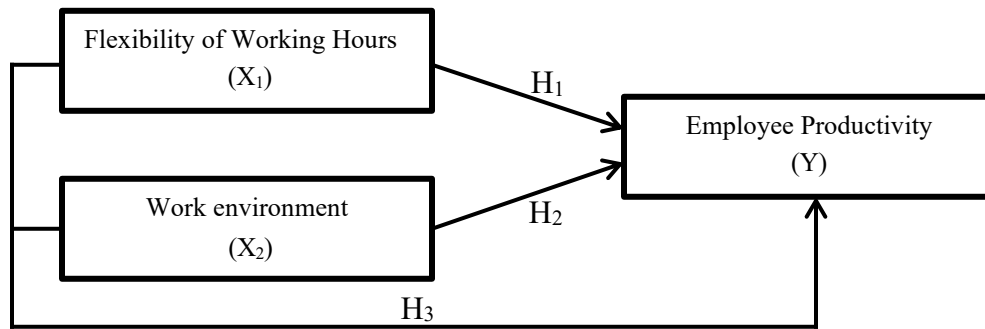 Flexibility of Working Hours
(X₁)
H₁
Employee Productivity
(Y)
Work environment
(X₂)
H₂
H₃